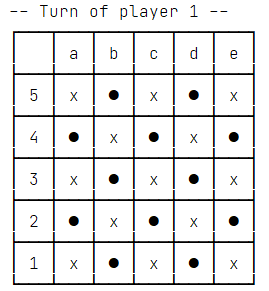 -- Turn of player 1 --
a b c d e
5 x ● x ● x
4 ● x ● x ●
3 x ● x ● x
2 ● x ● x ●
1 x ● x ● x